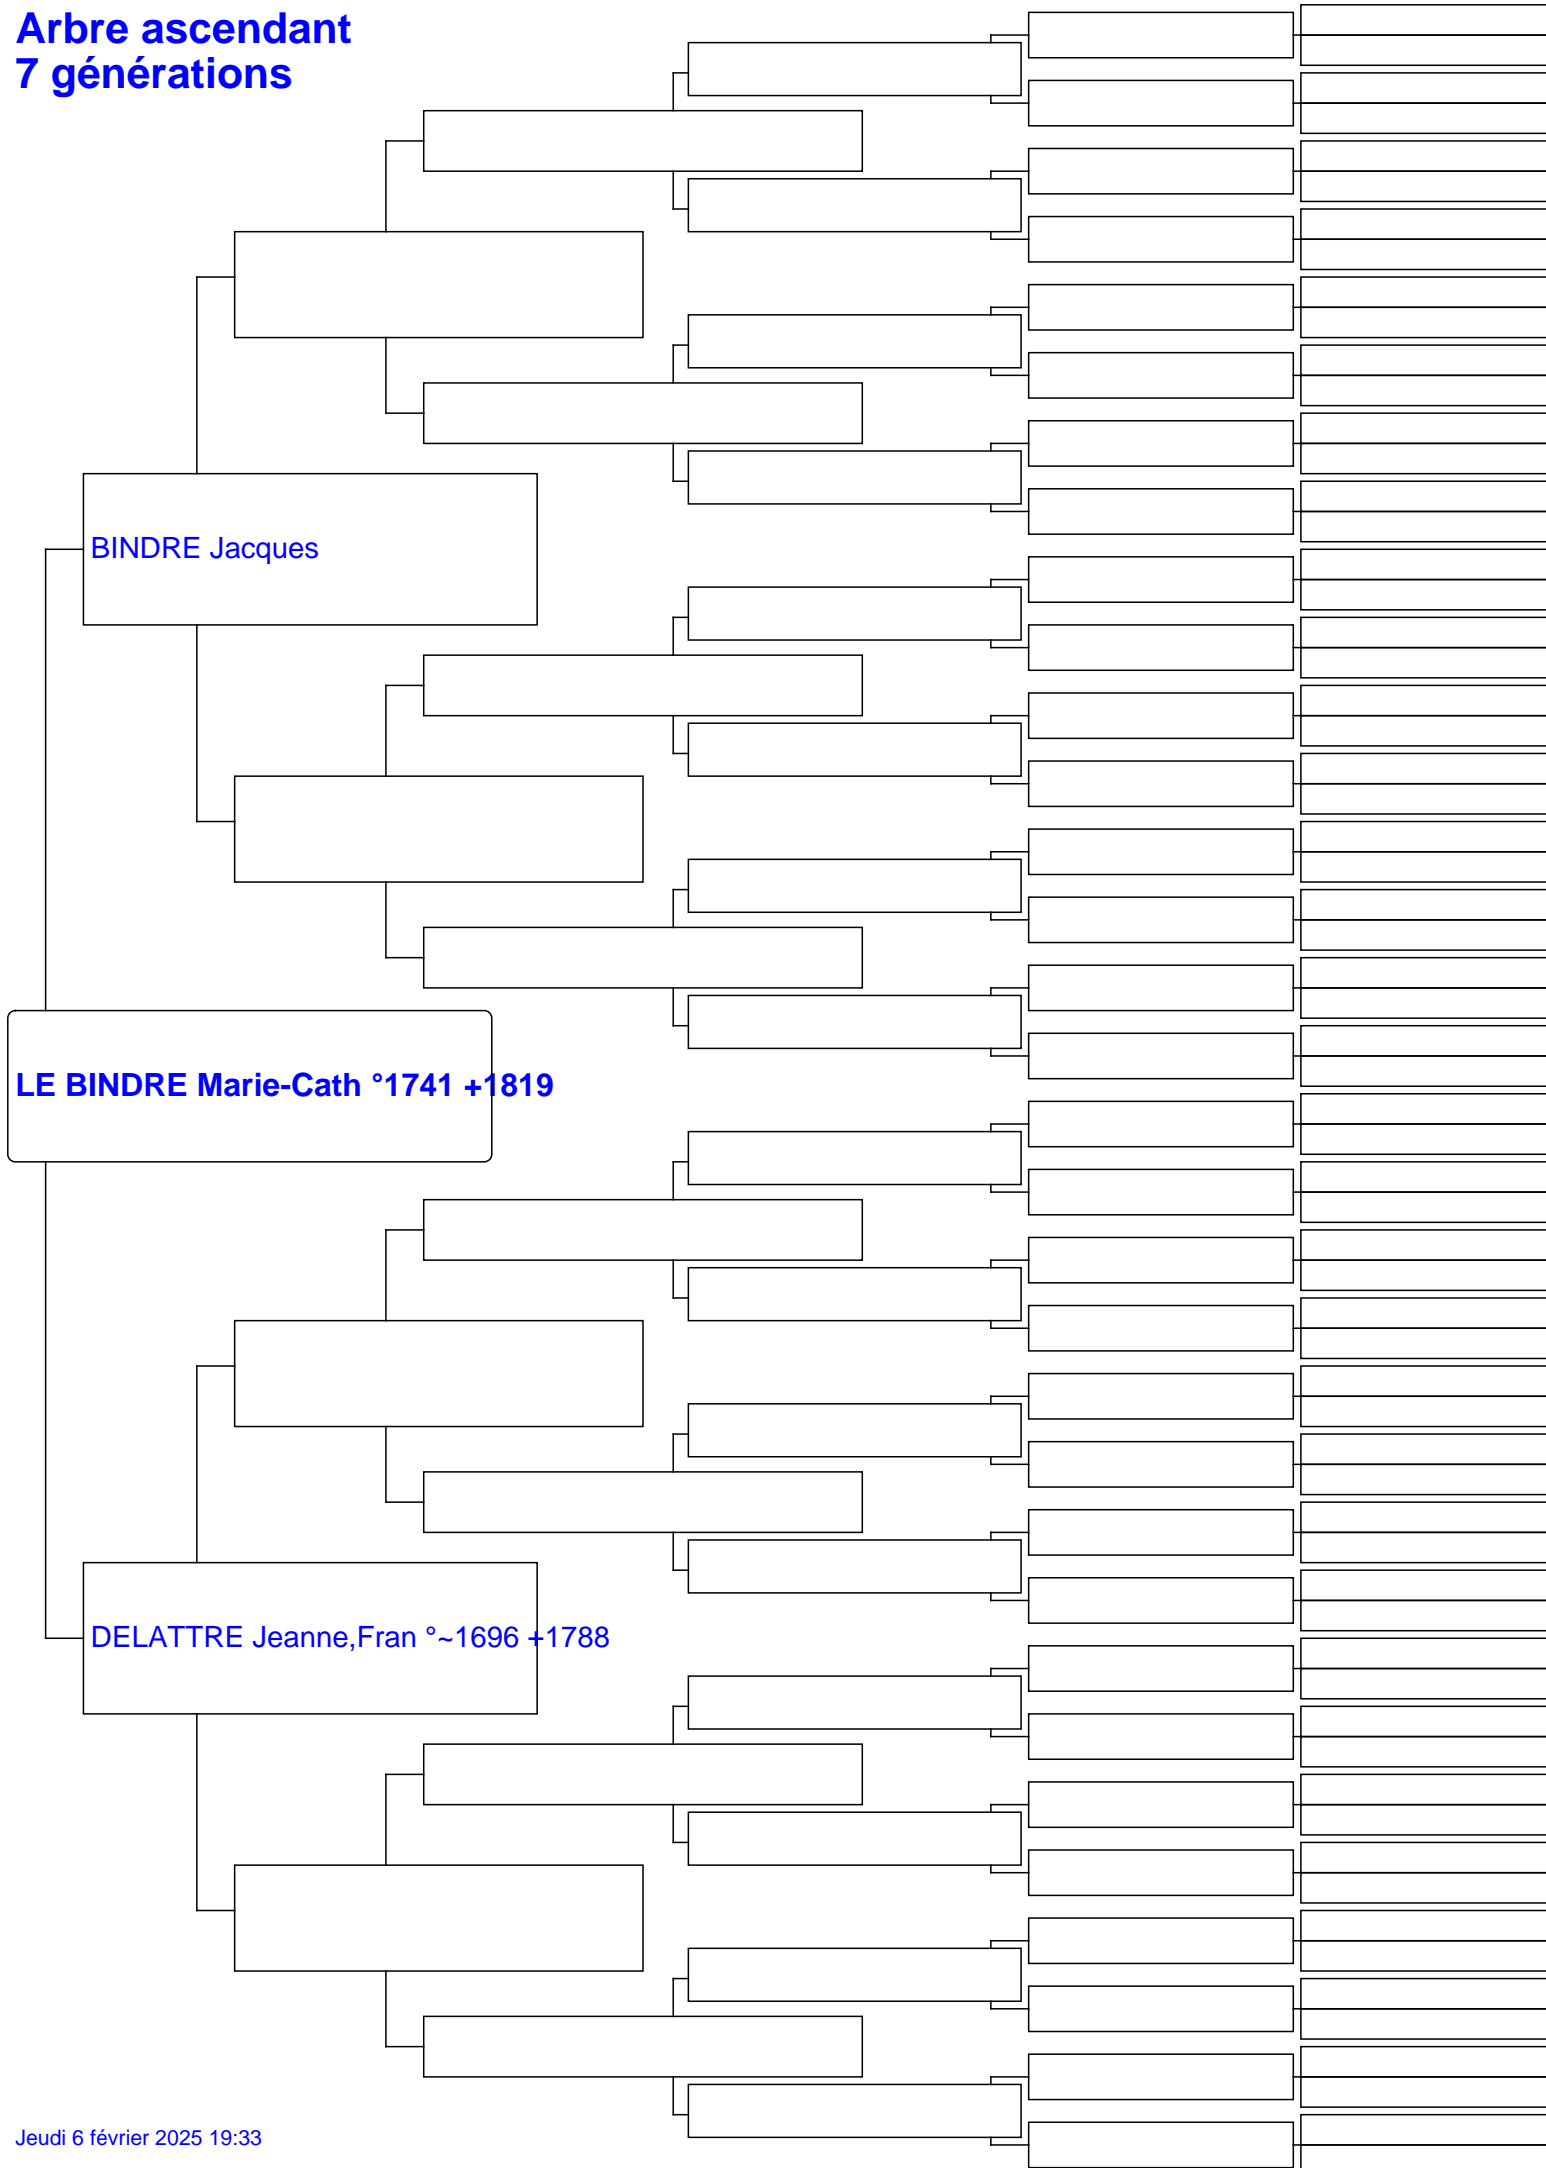 Arbre ascendant
7 générations
BINDRE Jacques
LE BINDRE Marie-Cath °1741 +1819
DELATTRE Jeanne,Fran °~1696 +1788
Jeudi 6 février 2025 19:33